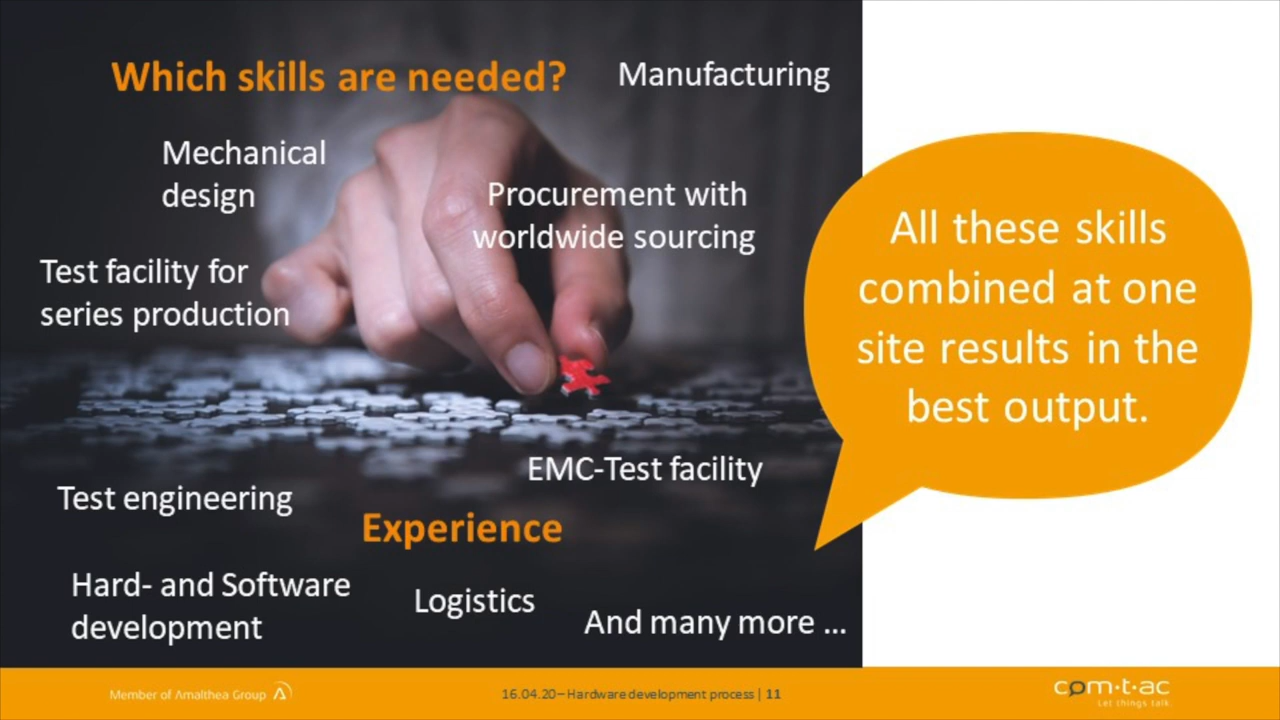 Which skills are needed?
Manufacturing
Mechanical
design
Procurement with
worldwide sourcing
Test facility for
series production
All these skills
combined at one
site results in the
best output.
EMC-Test facility
Test engineering
Experience
Hard- and Software
development
Logistics
And many more ...
Member of Amalthea Group
16.04.20 – Hardware development process | 11
com·t·ac
Let things talk.